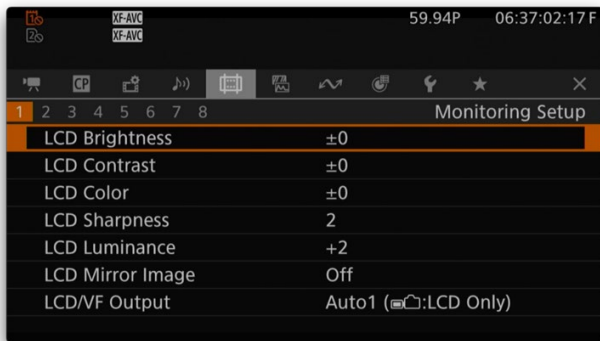 1 XF-AVC 59.94P 06:37:02:17 F
2 XF-AVC
CP
1 2 3 4 5 6 7 8 Monitoring Setup
LCD Brightness ±0
LCD Contrast ±0
LCD Color ±0
LCD Sharpness 2
LCD Luminance +2
LCD Mirror Image Off
LCD/VF Output Auto1 (:LCD Only)